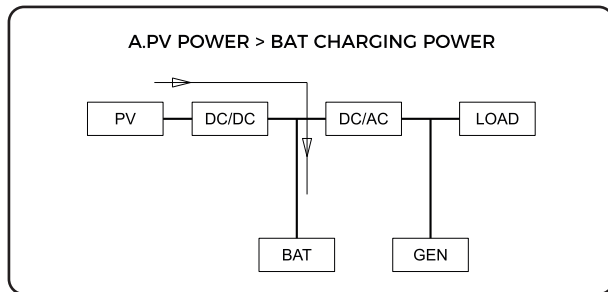 A.PV POWER > BAT CHARGING POWER
PV DC/DC DC/AC LOAD
BAT GEN